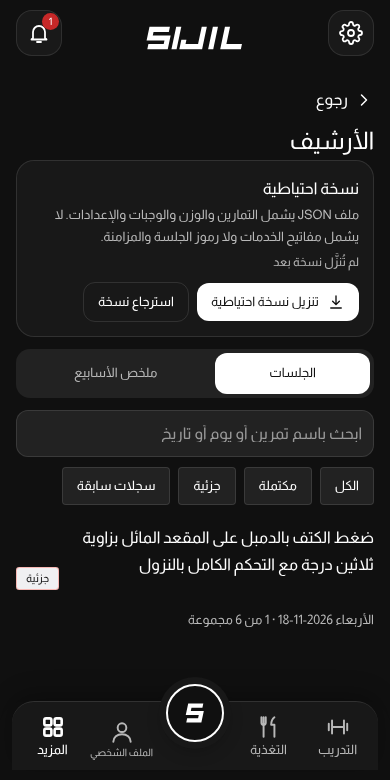 1
SIJIL
رجوع
الأرشيف
نسخة احتياطية
ملف JSON يشمل التمارين والوزن والوجبات والإعدادات. لا
يشمل مفاتيح الخدمات ولا رموز الجلسة والمزامنة.
لم تُنزَّل نسخة بعد
تنزيل نسخة احتياطية
استرجاع نسخة
الجلسات
ملخص الأسابيع
ابحث باسم تمرين أو يوم أو تاريخ
الكل
مكتملة
جزئية
سجلات سابقة
ضغط الكتف بالدمبل على المقعد المائل بزاوية
ثلاثين درجة مع التحكم الكامل بالنزول
جزئية
الأربعاء 2026-11-18 · 1 من 6 مجموعة
التدريب
التغذية
S
الملف الشخصي
المزيد